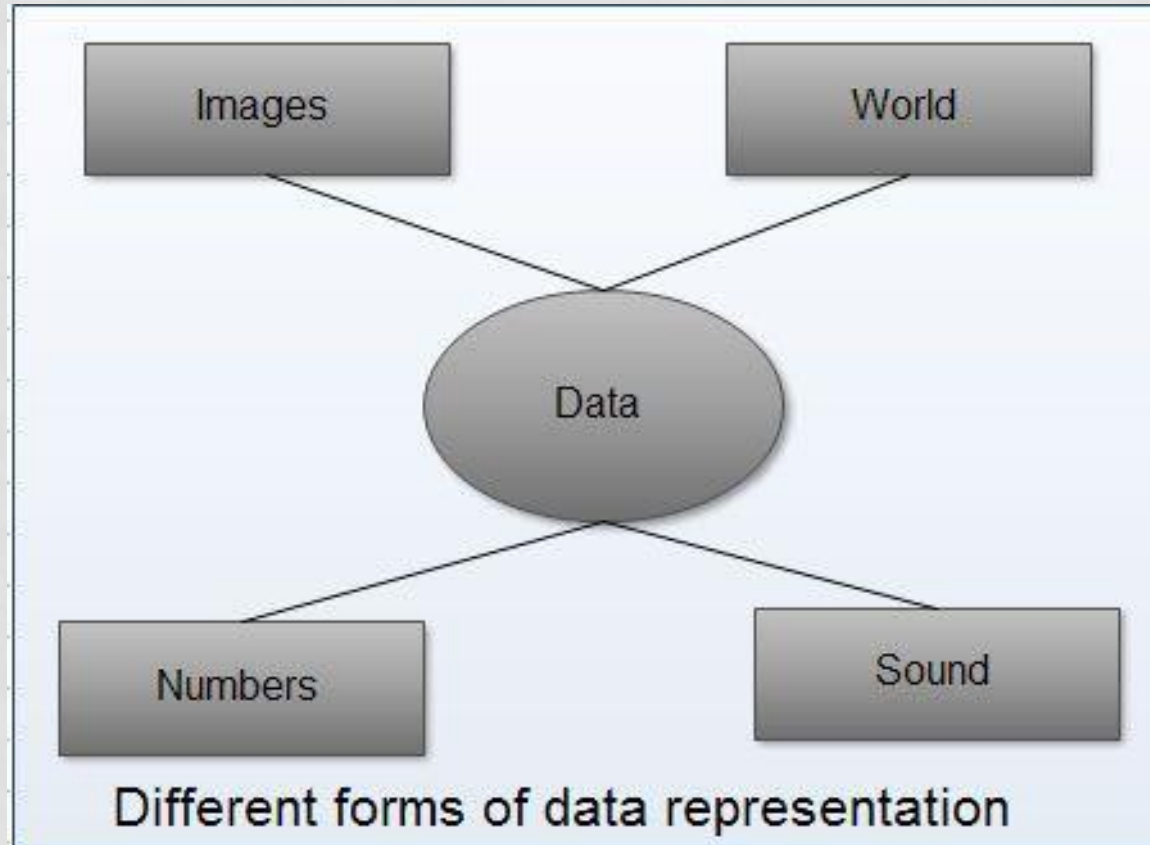 Images
World
Data
Numbers
Sound
Different forms of data representation